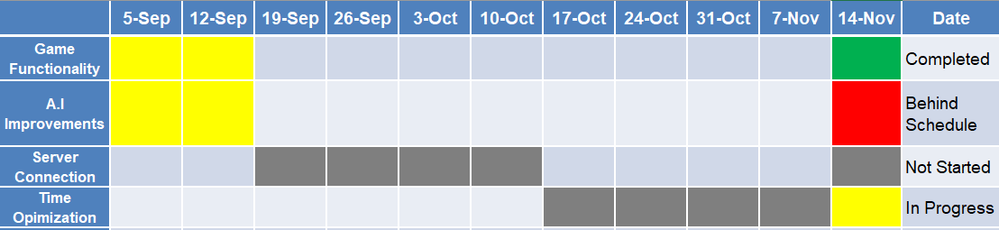 5-Sep 12-Sep 19-Sep 26-Sep 3-Oct 10-Oct 17-Oct 24-Oct 31-Oct 7-Nov 14-Nov Date
Game
Functionality
Completed
A.I
Improvements
Behind
Schedule
Server
Connection
Not Started
Time
Opimization
In Progress